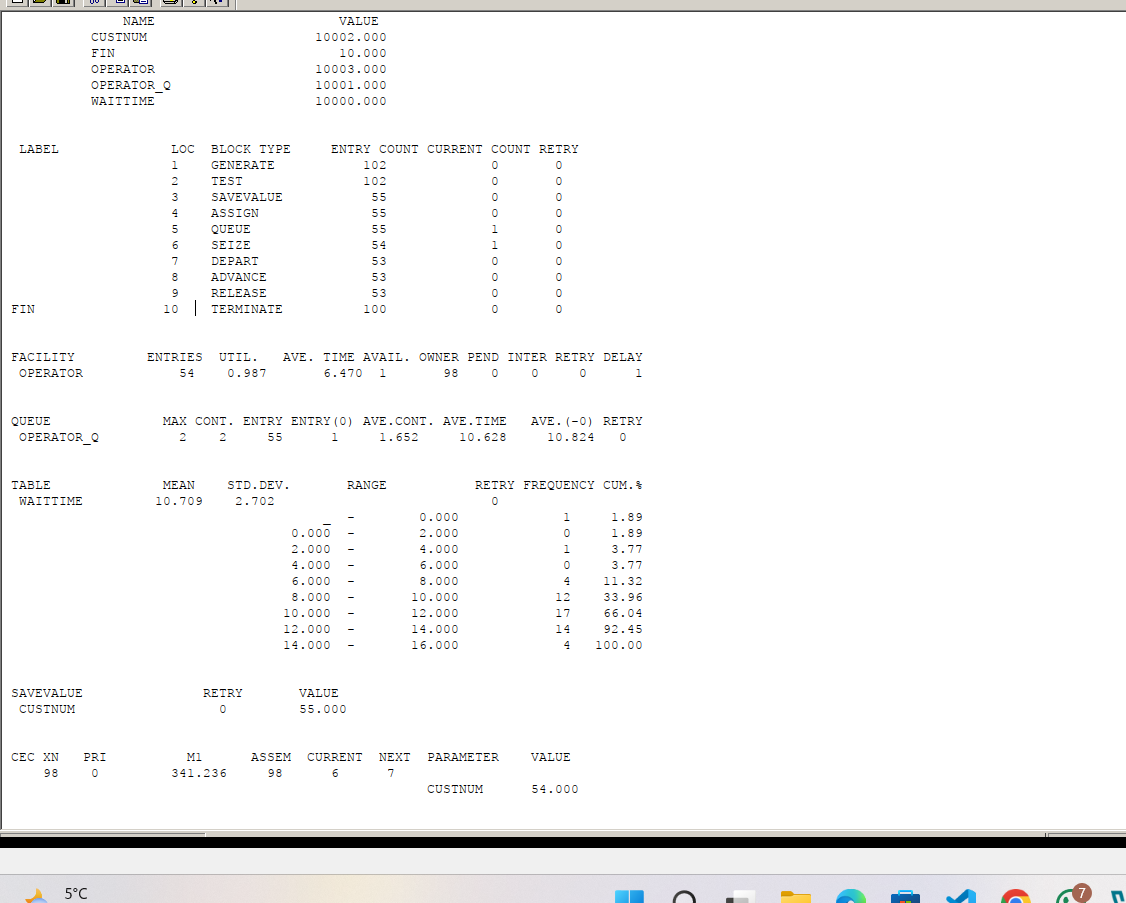 NAME VALUE
CUSTNUM 10002.000
FIN 10.000
OPERATOR 10003.000
OPERATOR_Q 10001.000
WAITTIME 10000.000
LABEL LOC BLOCK TYPE ENTRY COUNT CURRENT COUNT RETRY
1 GENERATE 102 0 0
2 TEST 102 0 0
3 SAVEVALUE 55 0 0
4 ASSIGN 55 0 0
5 QUEUE 55 1 0
6 SEIZE 54 1 0
7 DEPART 53 0 0
8 ADVANCE 53 0 0
9 RELEASE 53 0 0
FIN 10 TERMINATE 100 0 0
FACILITY ENTRIES UTIL. AVE. TIME AVAIL. OWNER PEND INTER RETRY DELAY
OPERATOR 54 0.987 6.470 1 98 0 0 0 1
QUEUE MAX CONT. ENTRY ENTRY(0) AVE.CONT. AVE.TIME AVE.(-0) RETRY
OPERATOR_Q 2 2 55 1 1.652 10.628 10.824 0
TABLE MEAN STD.DEV. RANGE RETRY FREQUENCY CUM.%
WAITTIME 10.709 2.702 0
_ - 0.000 1 1.89
0.000 - 2.000 0 1.89
2.000 - 4.000 1 3.77
4.000 - 6.000 0 3.77
6.000 - 8.000 4 11.32
8.000 - 10.000 12 33.96
10.000 - 12.000 17 66.04
12.000 - 14.000 14 92.45
14.000 - 16.000 4 100.00
SAVEVALUE RETRY VALUE
CUSTNUM 0 55.000
CEC XN PRI M1 ASSEM CURRENT NEXT PARAMETER VALUE
98 0 341.236 98 6 7
CUSTNUM 54.000
5°C
7